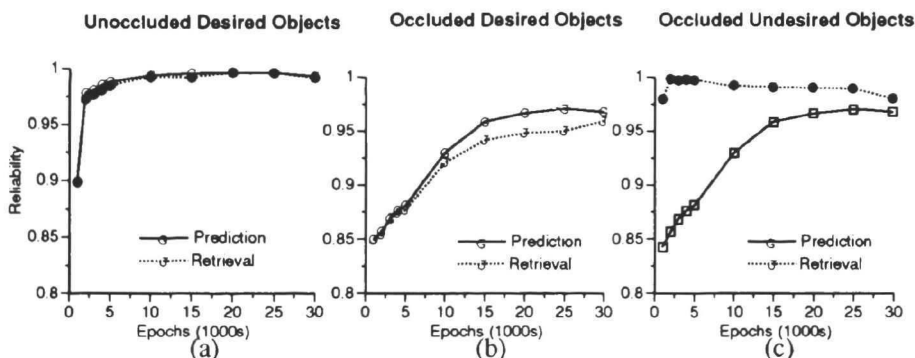 Unoccluded Desired Objects
Occluded Desired Objects
Occluded Undesired Objects
Reliability
1
0.95
0.9
0.85
0.8
Prediction
Retrieval
0 5 10 15 20 25 30
Epochs (1000s)
(a)
1
0.95
0.9
0.85
0.8
Prediction
Retrieval
0 5 10 15 20 25 30
Epochs (1000s)
(b)
1
0.95
0.9
0.85
0.8
Prediction
Retrieval
0 5 10 15 20 25 30
Epochs (1000s)
(c)